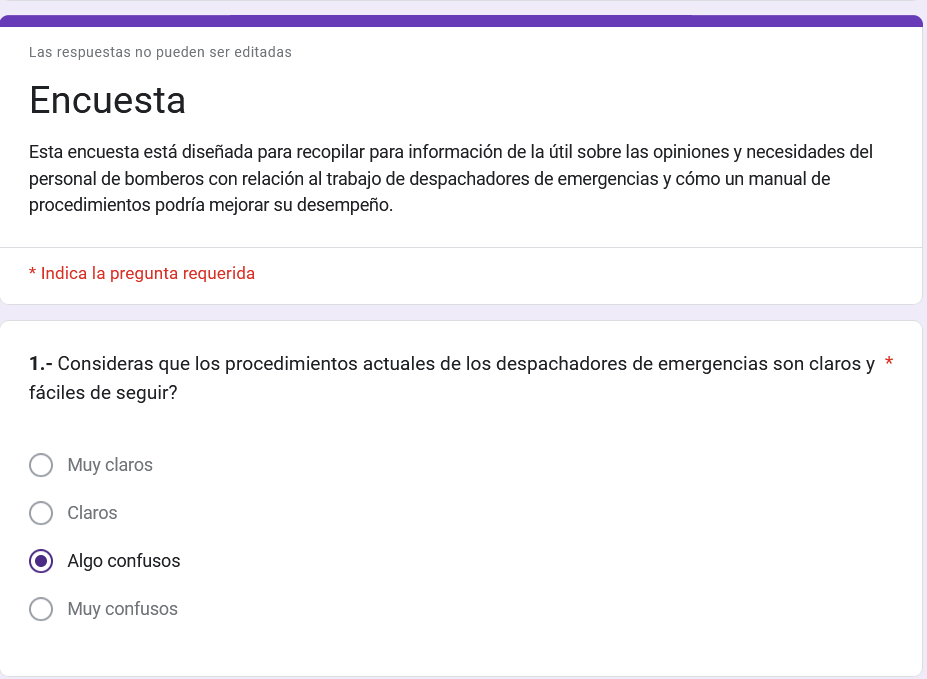 Las respuestas no pueden ser editadas
Encuesta
Esta encuesta está diseñada para recopilar para información de la útil sobre las opiniones y necesidades del
personal de bomberos con relación al trabajo de despachadores de emergencias y cómo un manual de
procedimientos podría mejorar su desempeño.
* Indica la pregunta requerida
1.- Consideras que los procedimientos actuales de los despachadores de emergencias son claros y *
fáciles de seguir?
Muy claros
Claros
Algo confusos
Muy confusos